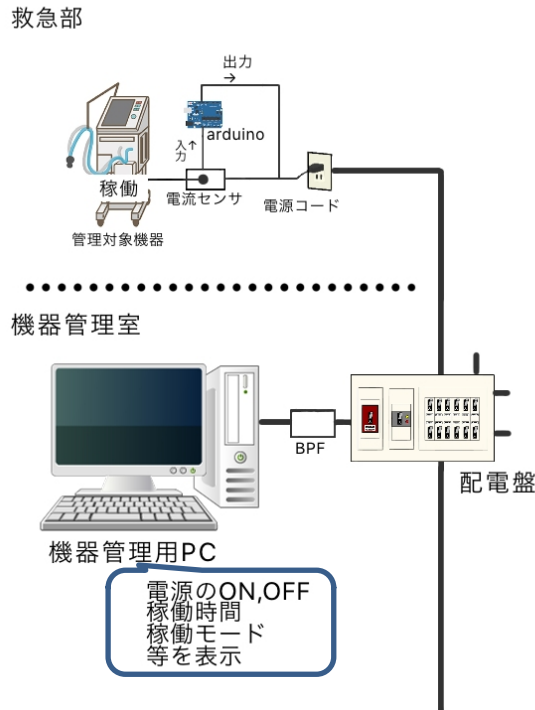 救急部
出力
→
arduino
入↑
力
稼働
電流センサ
電源コード
管理対象機器
機器管理室
BPF
配電盤
機器管理用PC
電源のON,OFF
稼働時間
稼働モード
等を表示